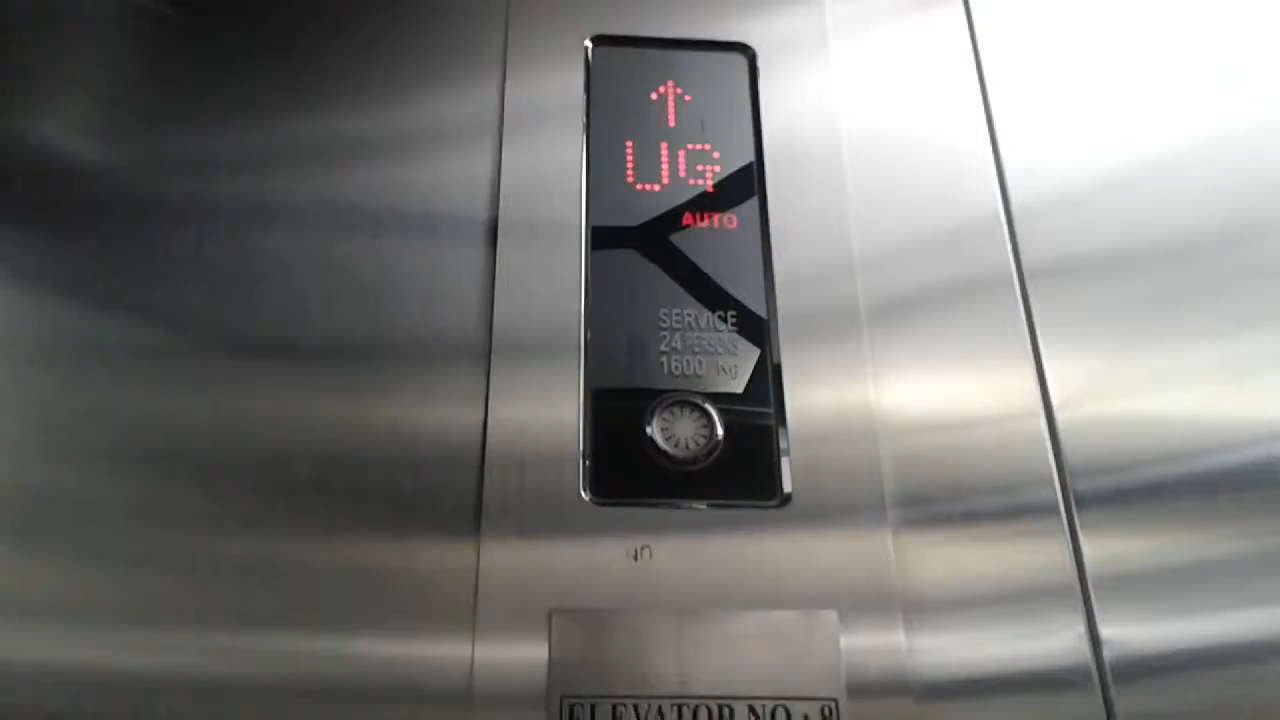 ↑
UG
AUTO
SERVICE
24 PERSONS
1600 Kg
ELEVATOR NO : 8